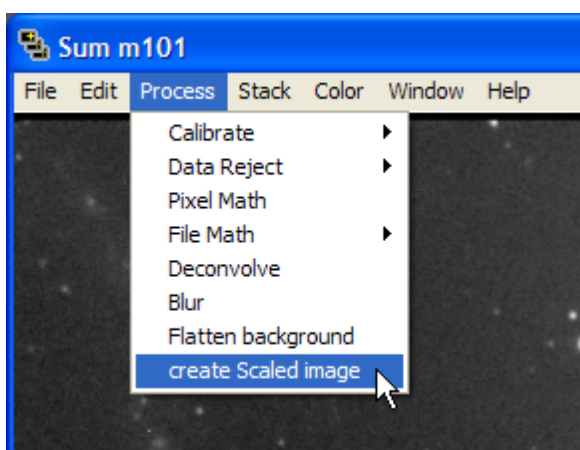 Sum m101
File Edit Process Stack Color Window Help
Calibrate
Data Reject
Pixel Math
File Math
Deconvolve
Blur
Flatten background
create Scaled image